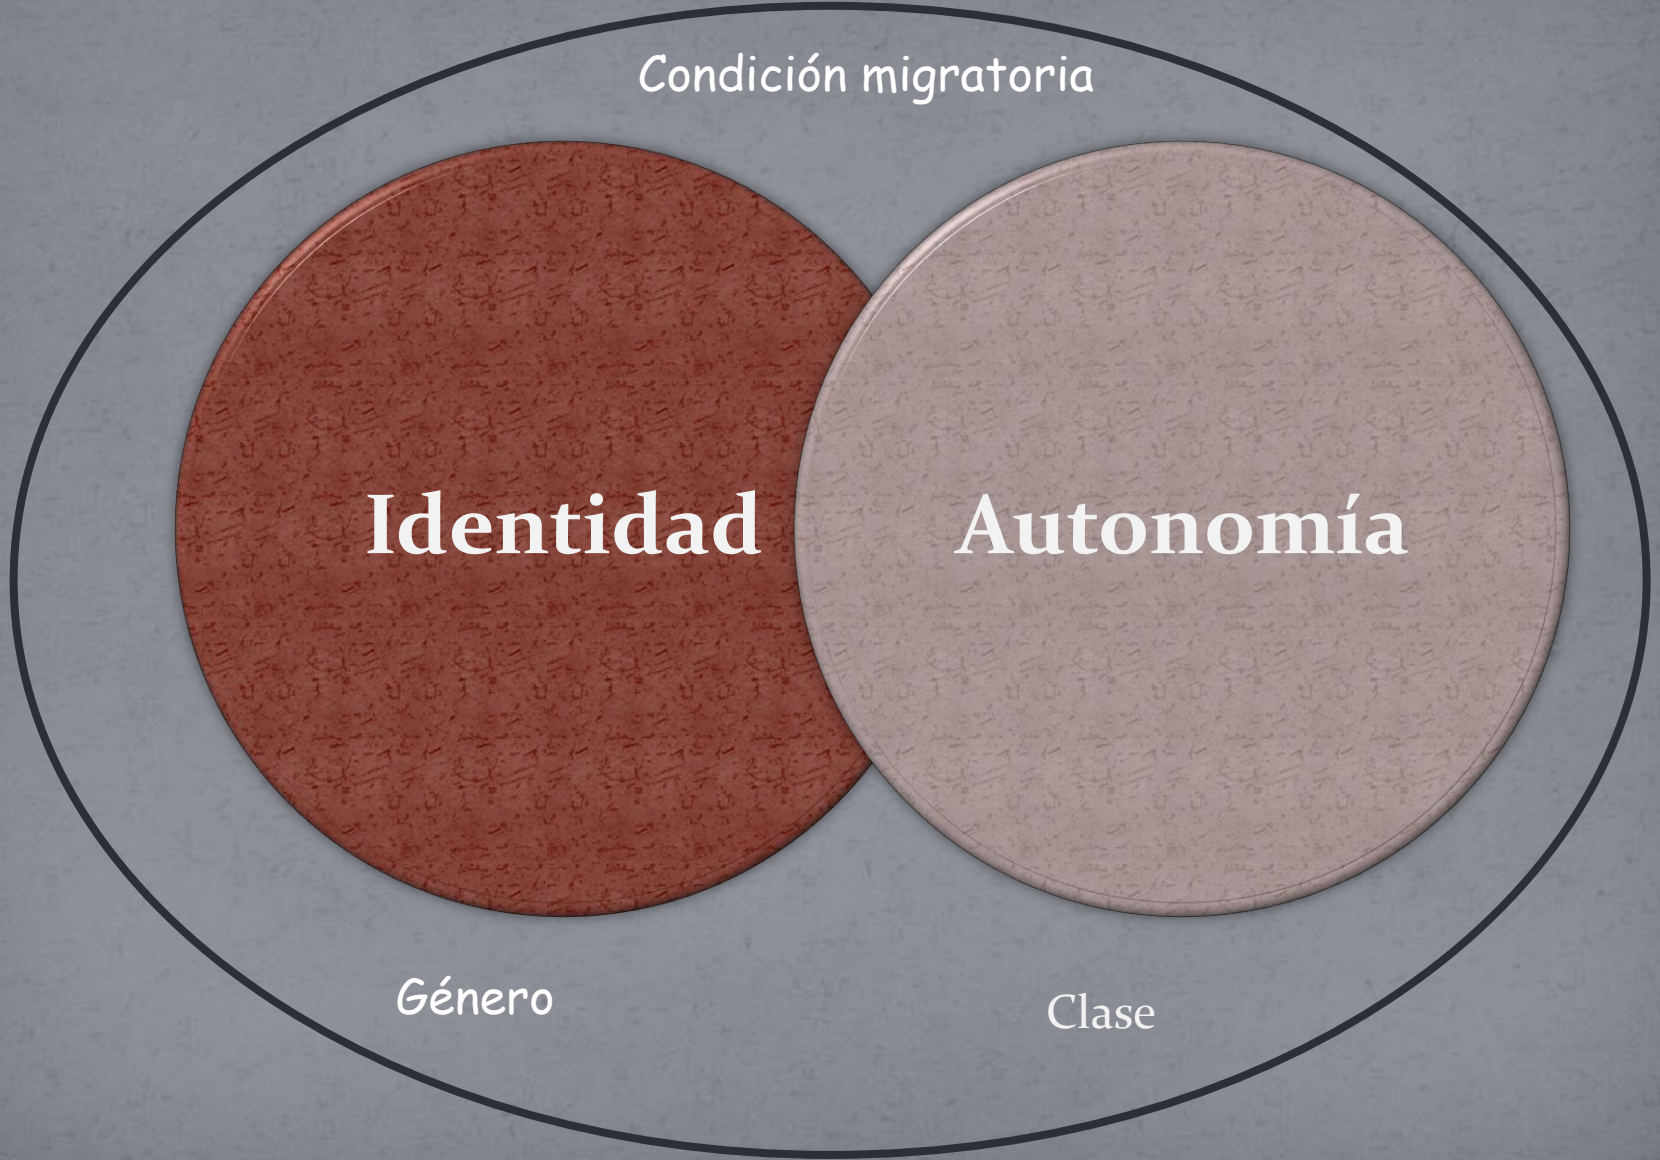 Condición migratoria
Identidad
Autonomía
Género
Clase